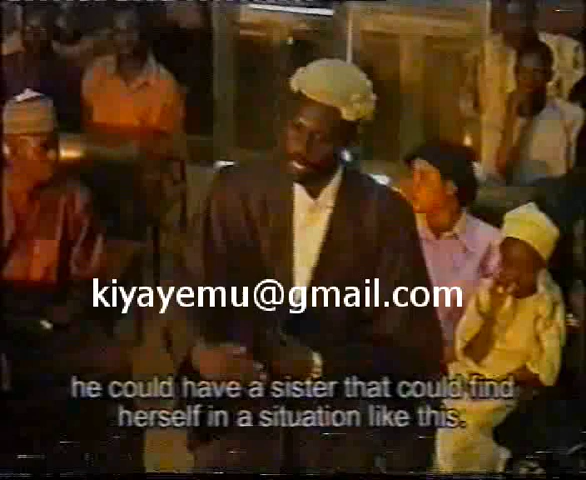 kiyayemu@gmail.com
he could have a sister that could find
herself in a situation like this.